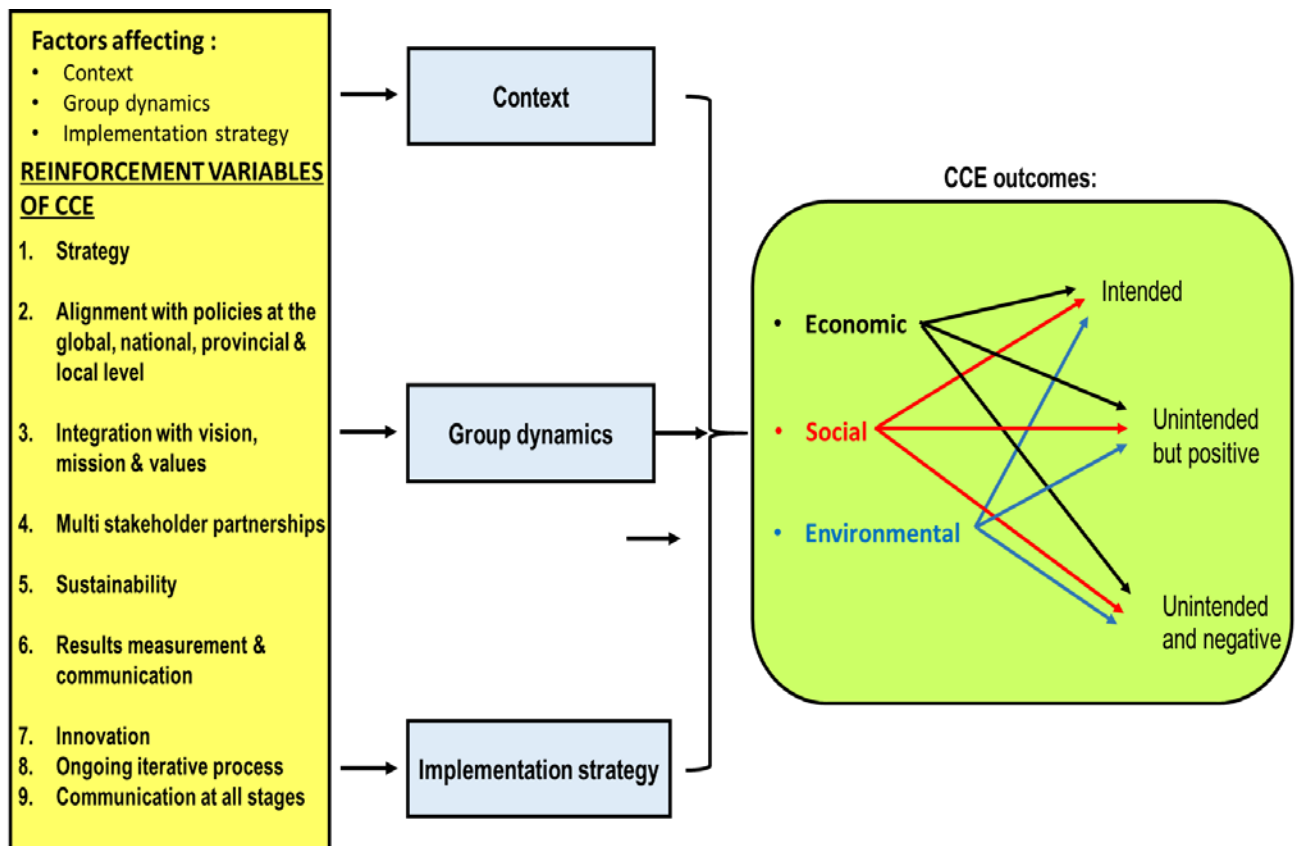 Factors affecting :
• Context
• Group dynamics
• Implementation strategy
REINFORCEMENT VARIABLES
OF CCE
1. Strategy
2. Alignment with policies at the
global, national, provincial &
local level
3. Integration with vision,
mission & values
4. Multi stakeholder partnerships
5. Sustainability
6. Results measurement &
communication
7. Innovation
8. Ongoing iterative process
9. Communication at all stages
Context
Group dynamics
Implementation strategy
CCE outcomes:
• Economic
• Social
• Environmental
Intended
Unintended
but positive
Unintended
and negative